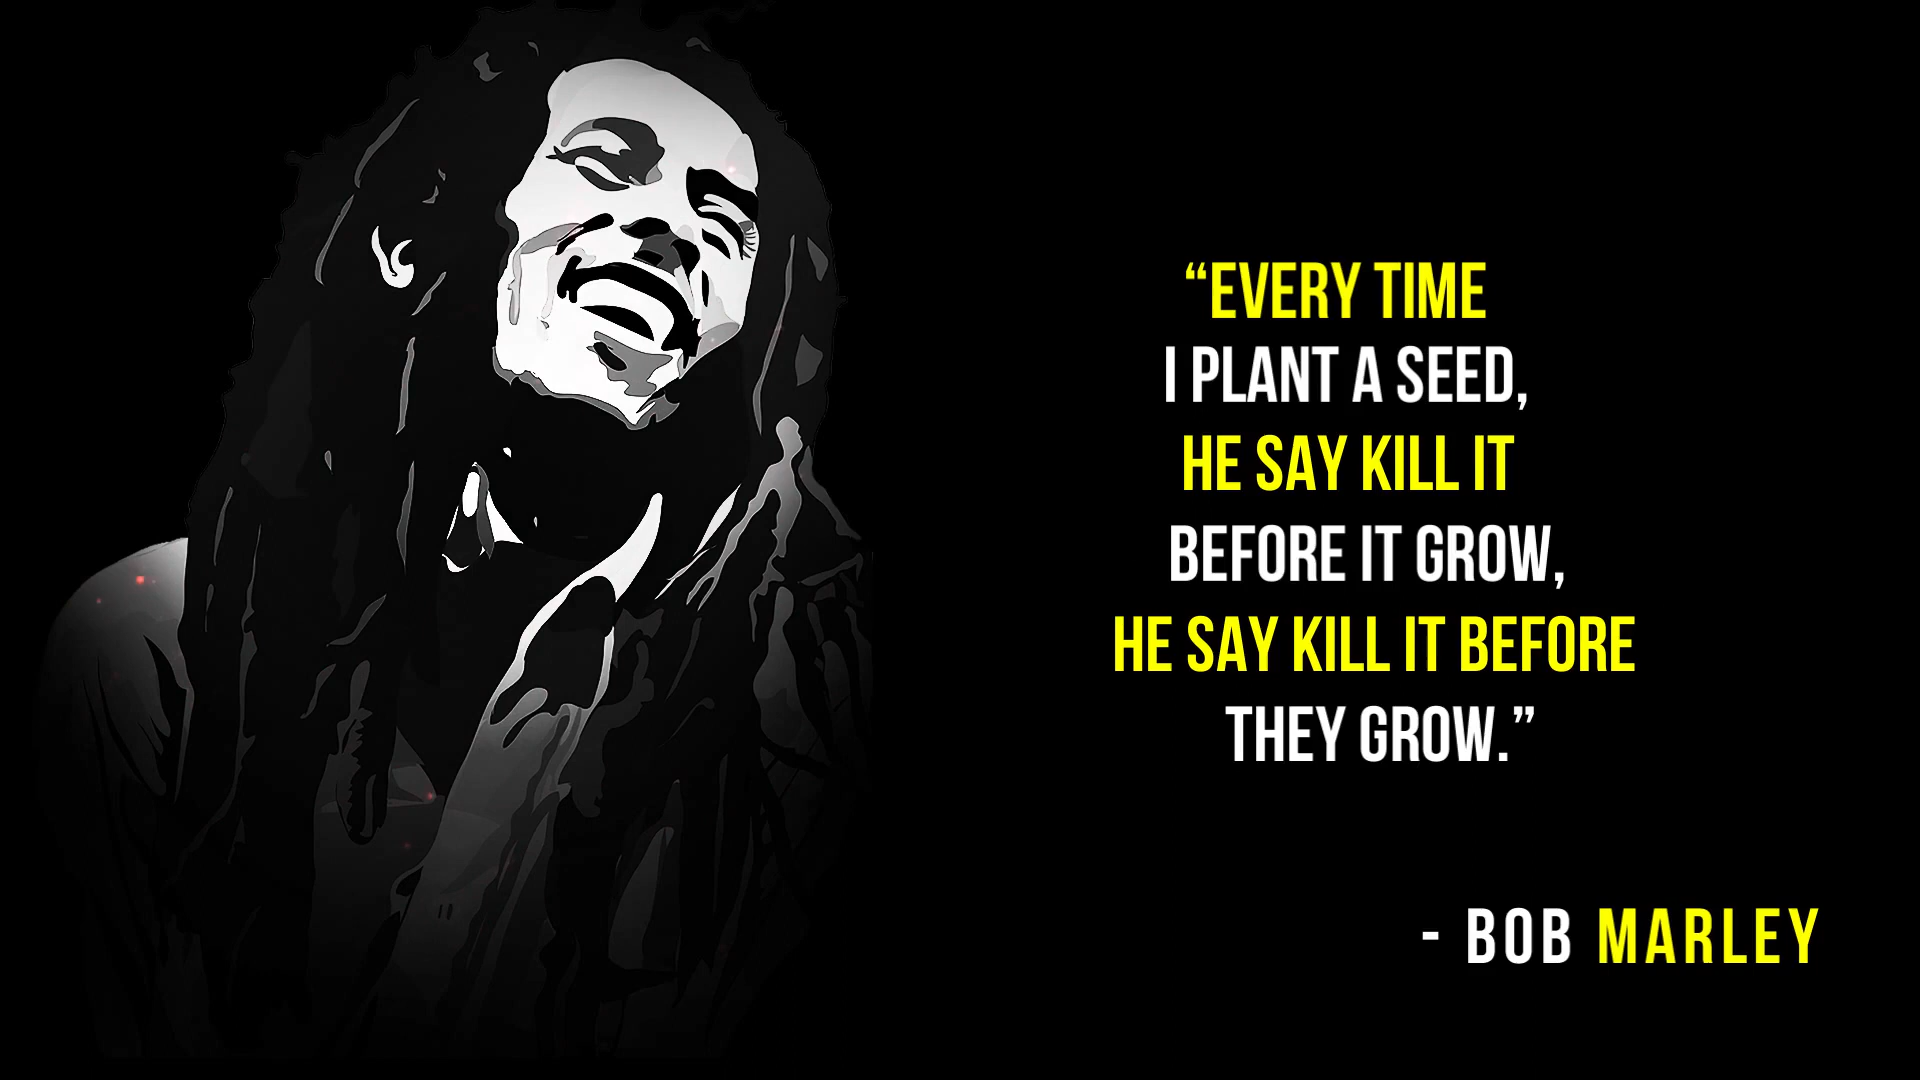 “EVERY TIME
I PLANT A SEED,
HE SAY KILL IT
BEFORE IT GROW,
HE SAY KILL IT BEFORE
THEY GROW.”
- BOB MARLEY